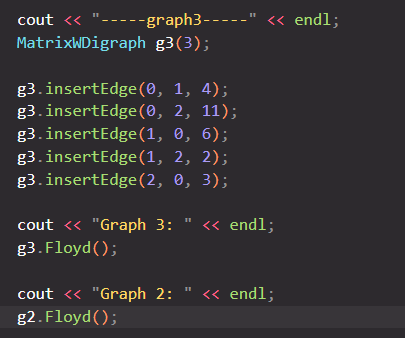 cout << "-----graph3-----" << endl;
MatrixWDigraph g3(3);
g3.insertEdge(0, 1, 4);
g3.insertEdge(0, 2, 11);
g3.insertEdge(1, 0, 6);
g3.insertEdge(1, 2, 2);
g3.insertEdge(2, 0, 3);
cout << "Graph 3: " << endl;
g3.Floyd();
cout << "Graph 2: " << endl;
g2.Floyd();